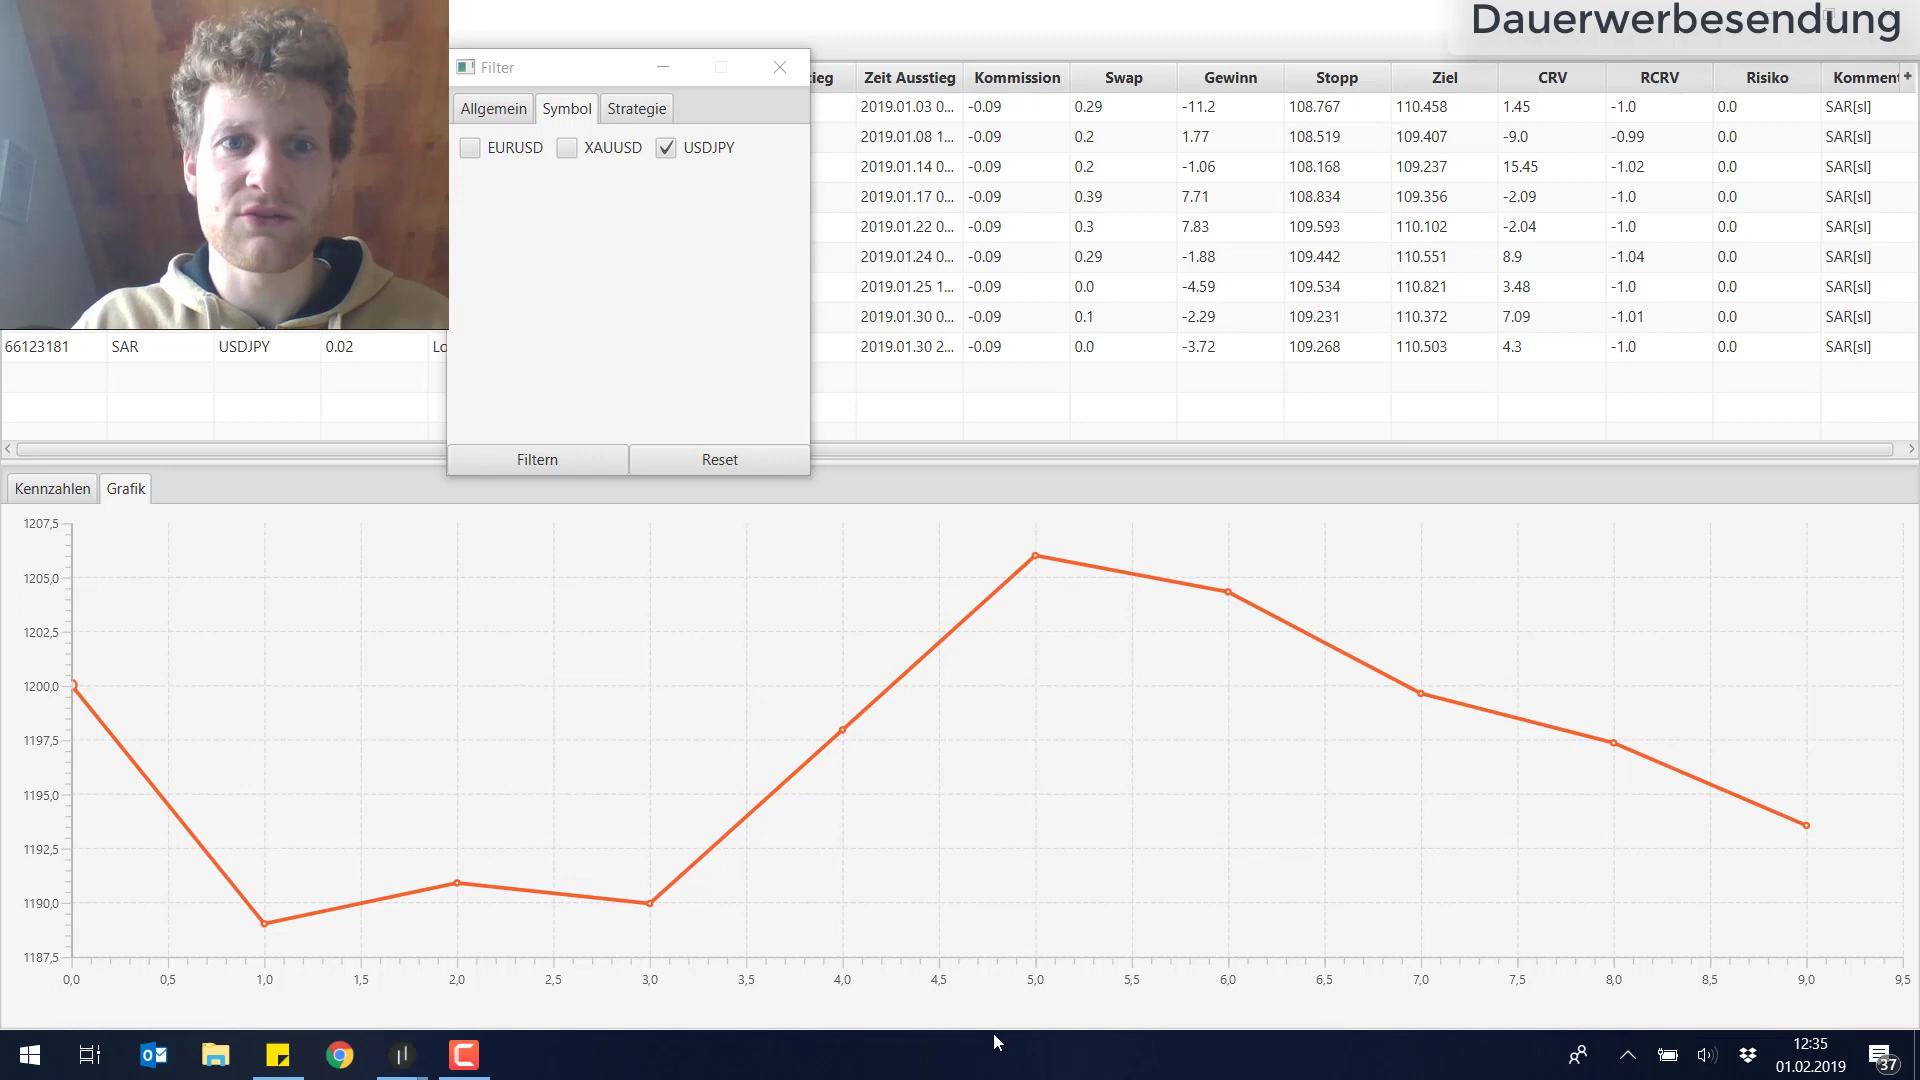 Dauerwerbesendung
Filter
Allgemein Symbol Strategie
EURUSD XAUUSD USDJPY
Filtern Reset
ieg Zeit Ausstieg Kommission Swap Gewinn Stopp Ziel CRV RCRV Risiko Komment +
2019.01.03 0... -0.09 0.29 -11.2 108.767 110.458 1.45 -1.0 0.0 SAR[sl]
2019.01.08 1... -0.09 0.2 1.77 108.519 109.407 -9.0 -0.99 0.0 SAR[sl]
2019.01.14 0... -0.09 0.2 -1.06 108.168 109.237 15.45 -1.02 0.0 SAR[sl]
2019.01.17 0... -0.09 0.39 7.71 108.834 109.356 -2.09 -1.0 0.0 SAR[sl]
2019.01.22 0... -0.09 0.3 7.83 109.593 110.102 -2.04 -1.0 0.0 SAR[sl]
2019.01.24 0... -0.09 0.29 -1.88 109.442 110.551 8.9 -1.04 0.0 SAR[sl]
2019.01.25 1... -0.09 0.0 -4.59 109.534 110.821 3.48 -1.0 0.0 SAR[sl]
2019.01.30 0... -0.09 0.1 -2.29 109.231 110.372 7.09 -1.01 0.0 SAR[sl]
66123181 SAR USDJPY 0.02 Lo 2019.01.30 2... -0.09 0.0 -3.72 109.268 110.503 4.3 -1.0 0.0 SAR[sl]
Kennzahlen Grafik
1207,5
1205,0
1202,5
1200,0
1197,5
1195,0
1192,5
1190,0
1187,5
0,0 0,5 1,0 1,5 2,0 2,5 3,0 3,5 4,0 4,5 5,0 5,5 6,0 6,5 7,0 7,5 8,0 8,5 9,0 9,5
12:35
01.02.2019
37